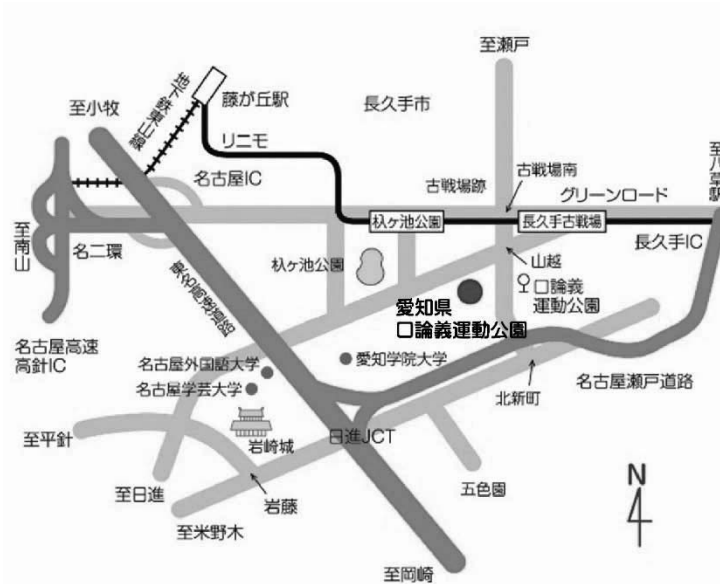 至瀬戸
至小牧
地下鉄東山線
藤が丘駅
長久手市
リニモ
名古屋IC
古戦場跡
古戦場南
グリーンロード
至八草駅
杁ヶ池公園
長久手古戦場
長久手IC
至南山
名二環
東名高速道路
杁ヶ池公園
山越
口論義
運動公園
愛知県
口論義運動公園
名古屋高速
高針IC
名古屋外国語大学
愛知学院大学
名古屋学芸大学
名古屋瀬戸道路
北新町
至平針
岩崎城
日進JCT
至日進
岩藤
五色園
N
至米野木
至岡崎